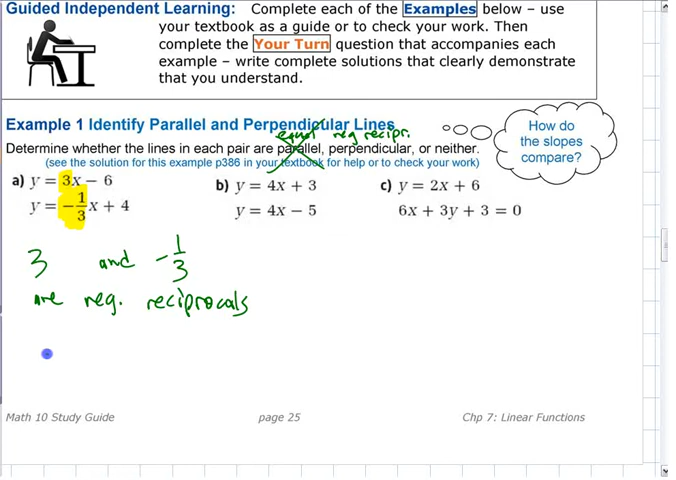 Guided Independent Learning: Complete each of the Examples below – use
your textbook as a guide or to check your work. Then
complete the Your Turn question that accompanies each
example – write complete solutions that clearly demonstrate
that you understand.
Example 1 Identify Parallel and Perpendicular Lines
equal neg recipr.
Determine whether the lines in each pair are parallel, perpendicular, or neither.
(see the solution for this example p386 in your textbook for help or to check your work)
How do
the slopes
compare?
a) y = 3x − 6
y = −1/3 x + 4
b) y = 4x + 3
y = 4x − 5
c) y = 2x + 6
6x + 3y + 3 = 0
3 and −1/3
are neg. reciprocals
Math 10 Study Guide page 25 Chp 7: Linear Functions